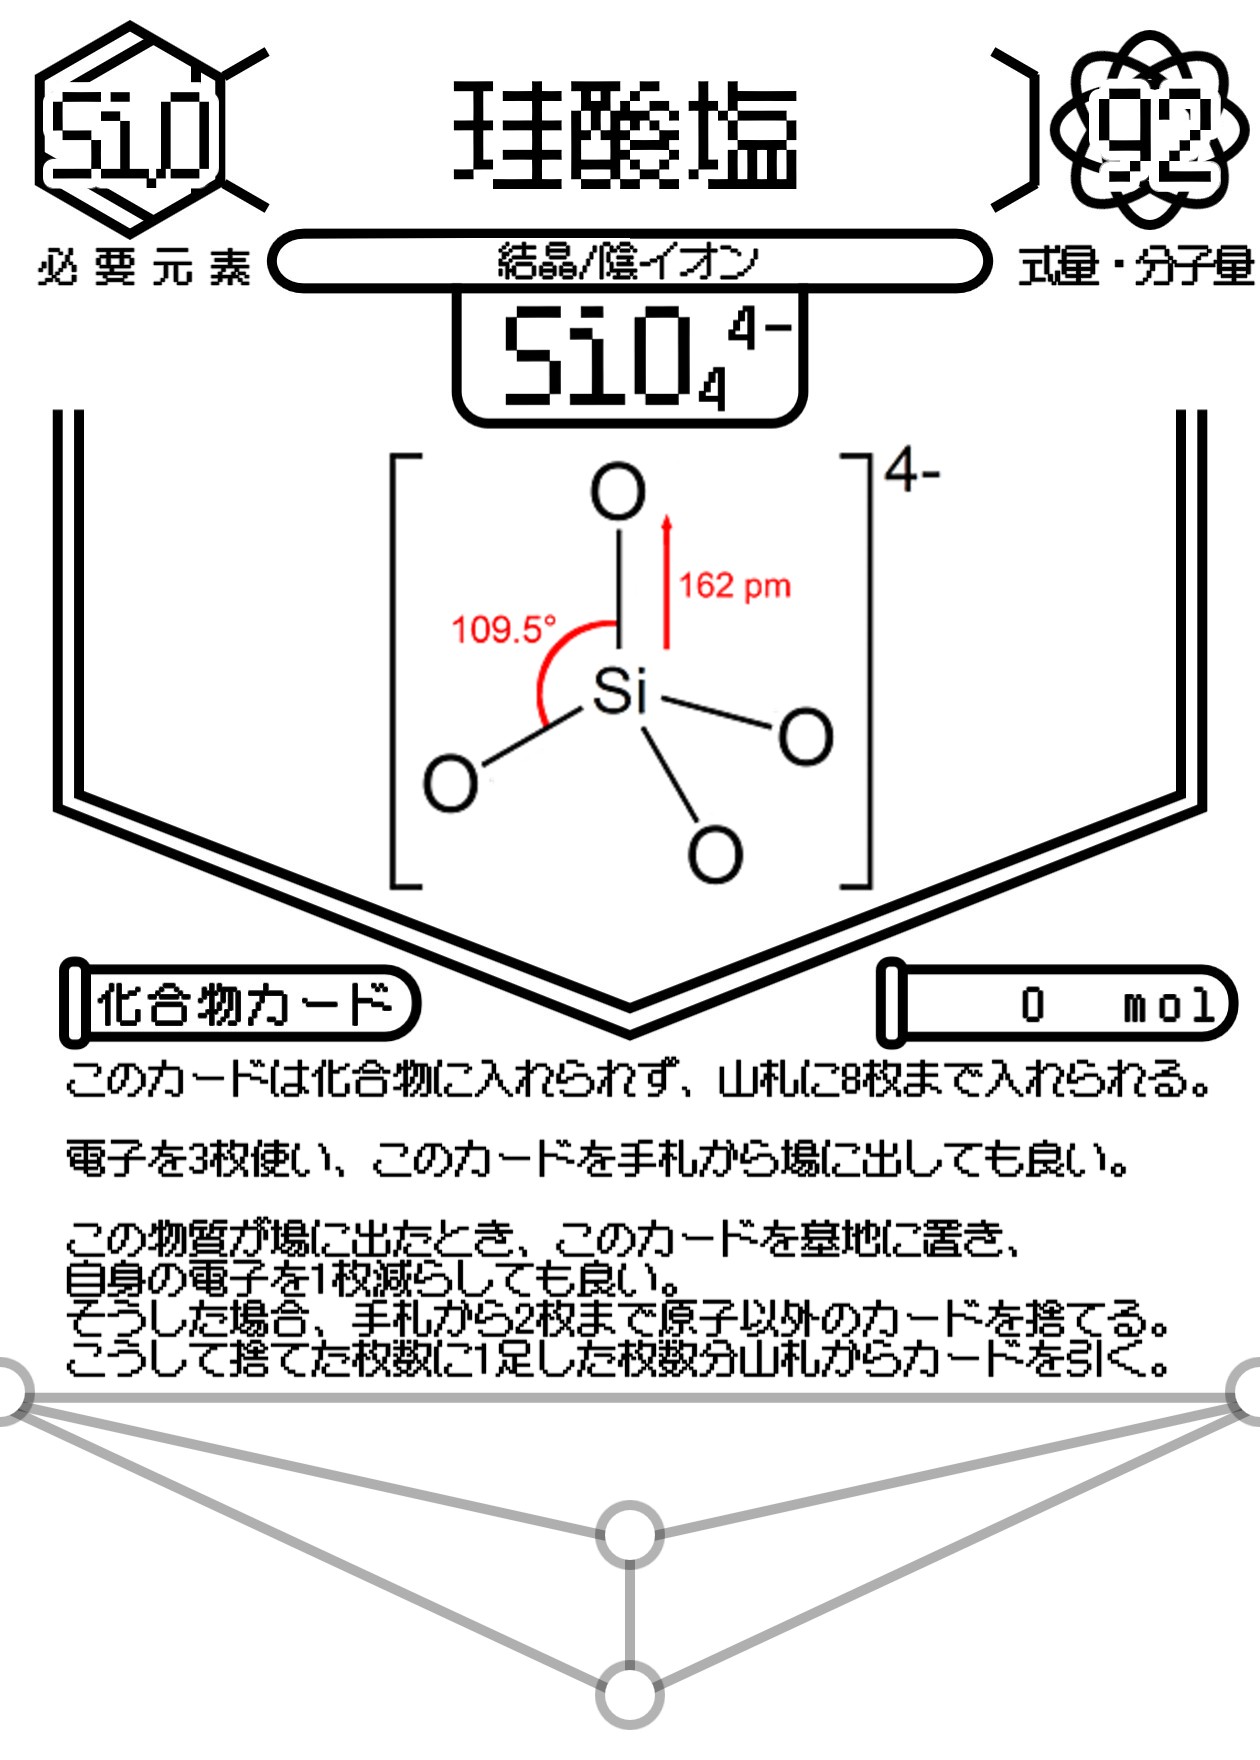 Si,O
珪酸塩
92
必要元素
結晶/陰イオン
式量・分子量
SiO₄⁴⁻
4-
O
162 pm
109.5°
Si
O
O
O
化合物カード
0 mol
このカードは化合物に入れられず、山札に8枚まで入れられる。
電子を3枚使い、このカードを手札から場に出しても良い。
この物質が場に出たとき、このカードを墓地に置き、
自身の電子を1枚減らしても良い。
そうした場合、手札から2枚まで原子以外のカードを捨てる。
こうして捨てた枚数に1足した枚数分山札からカードを引く。